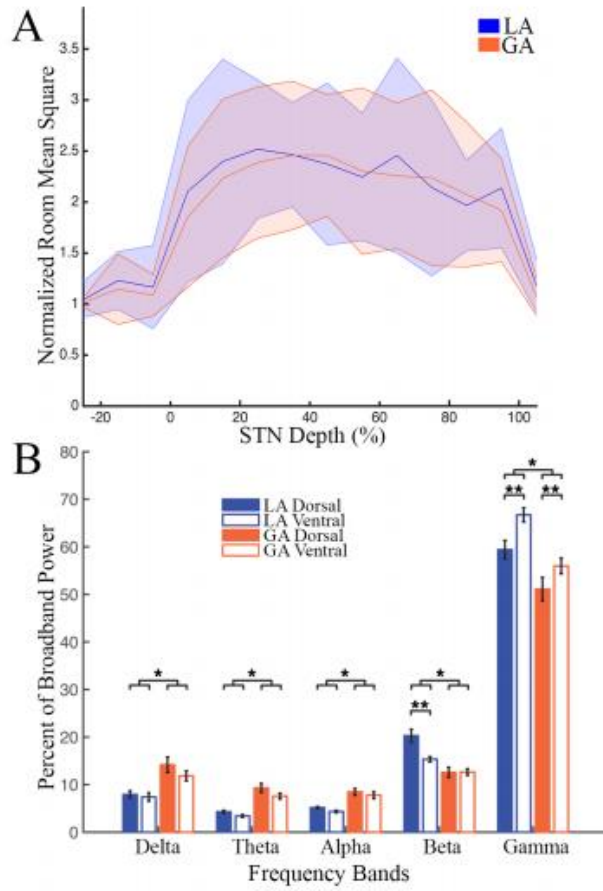 A
LA
GA
Normalized Room Mean Square
3.5
3
2.5
2
1.5
1
0.5
0
-20 0 20 40 60 80 100
STN Depth (%)
B
LA Dorsal
LA Ventral
GA Dorsal
GA Ventral
Percent of Broadband Power
80
70
60
50
40
30
20
10
0
* * * * *
** ** **
Delta Theta Alpha Beta Gamma
Frequency Bands